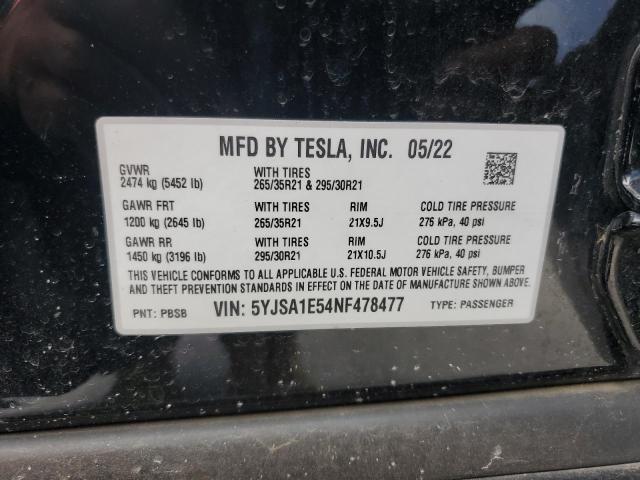 MFD BY TESLA, INC. 05/22
GVWR WITH TIRES
2474 kg (5452 lb) 265/35R21 & 295/30R21
GAWR FRT WITH TIRES RIM COLD TIRE PRESSURE
1200 kg (2645 lb) 265/35R21 21X9.5J 276 kPa, 40 psi
GAWR RR WITH TIRES RIM COLD TIRE PRESSURE
1450 kg (3196 lb) 295/30R21 21X10.5J 276 kPa, 40 psi
THIS VEHICLE CONFORMS TO ALL APPLICABLE U.S. FEDERAL MOTOR VEHICLE SAFETY, BUMPER
AND THEFT PREVENTION STANDARDS IN EFFECT ON THE DATE OF MANUFACTURE SHOWN ABOVE.
PNT: PBSB VIN: 5YJSA1E54NF478477 TYPE: PASSENGER